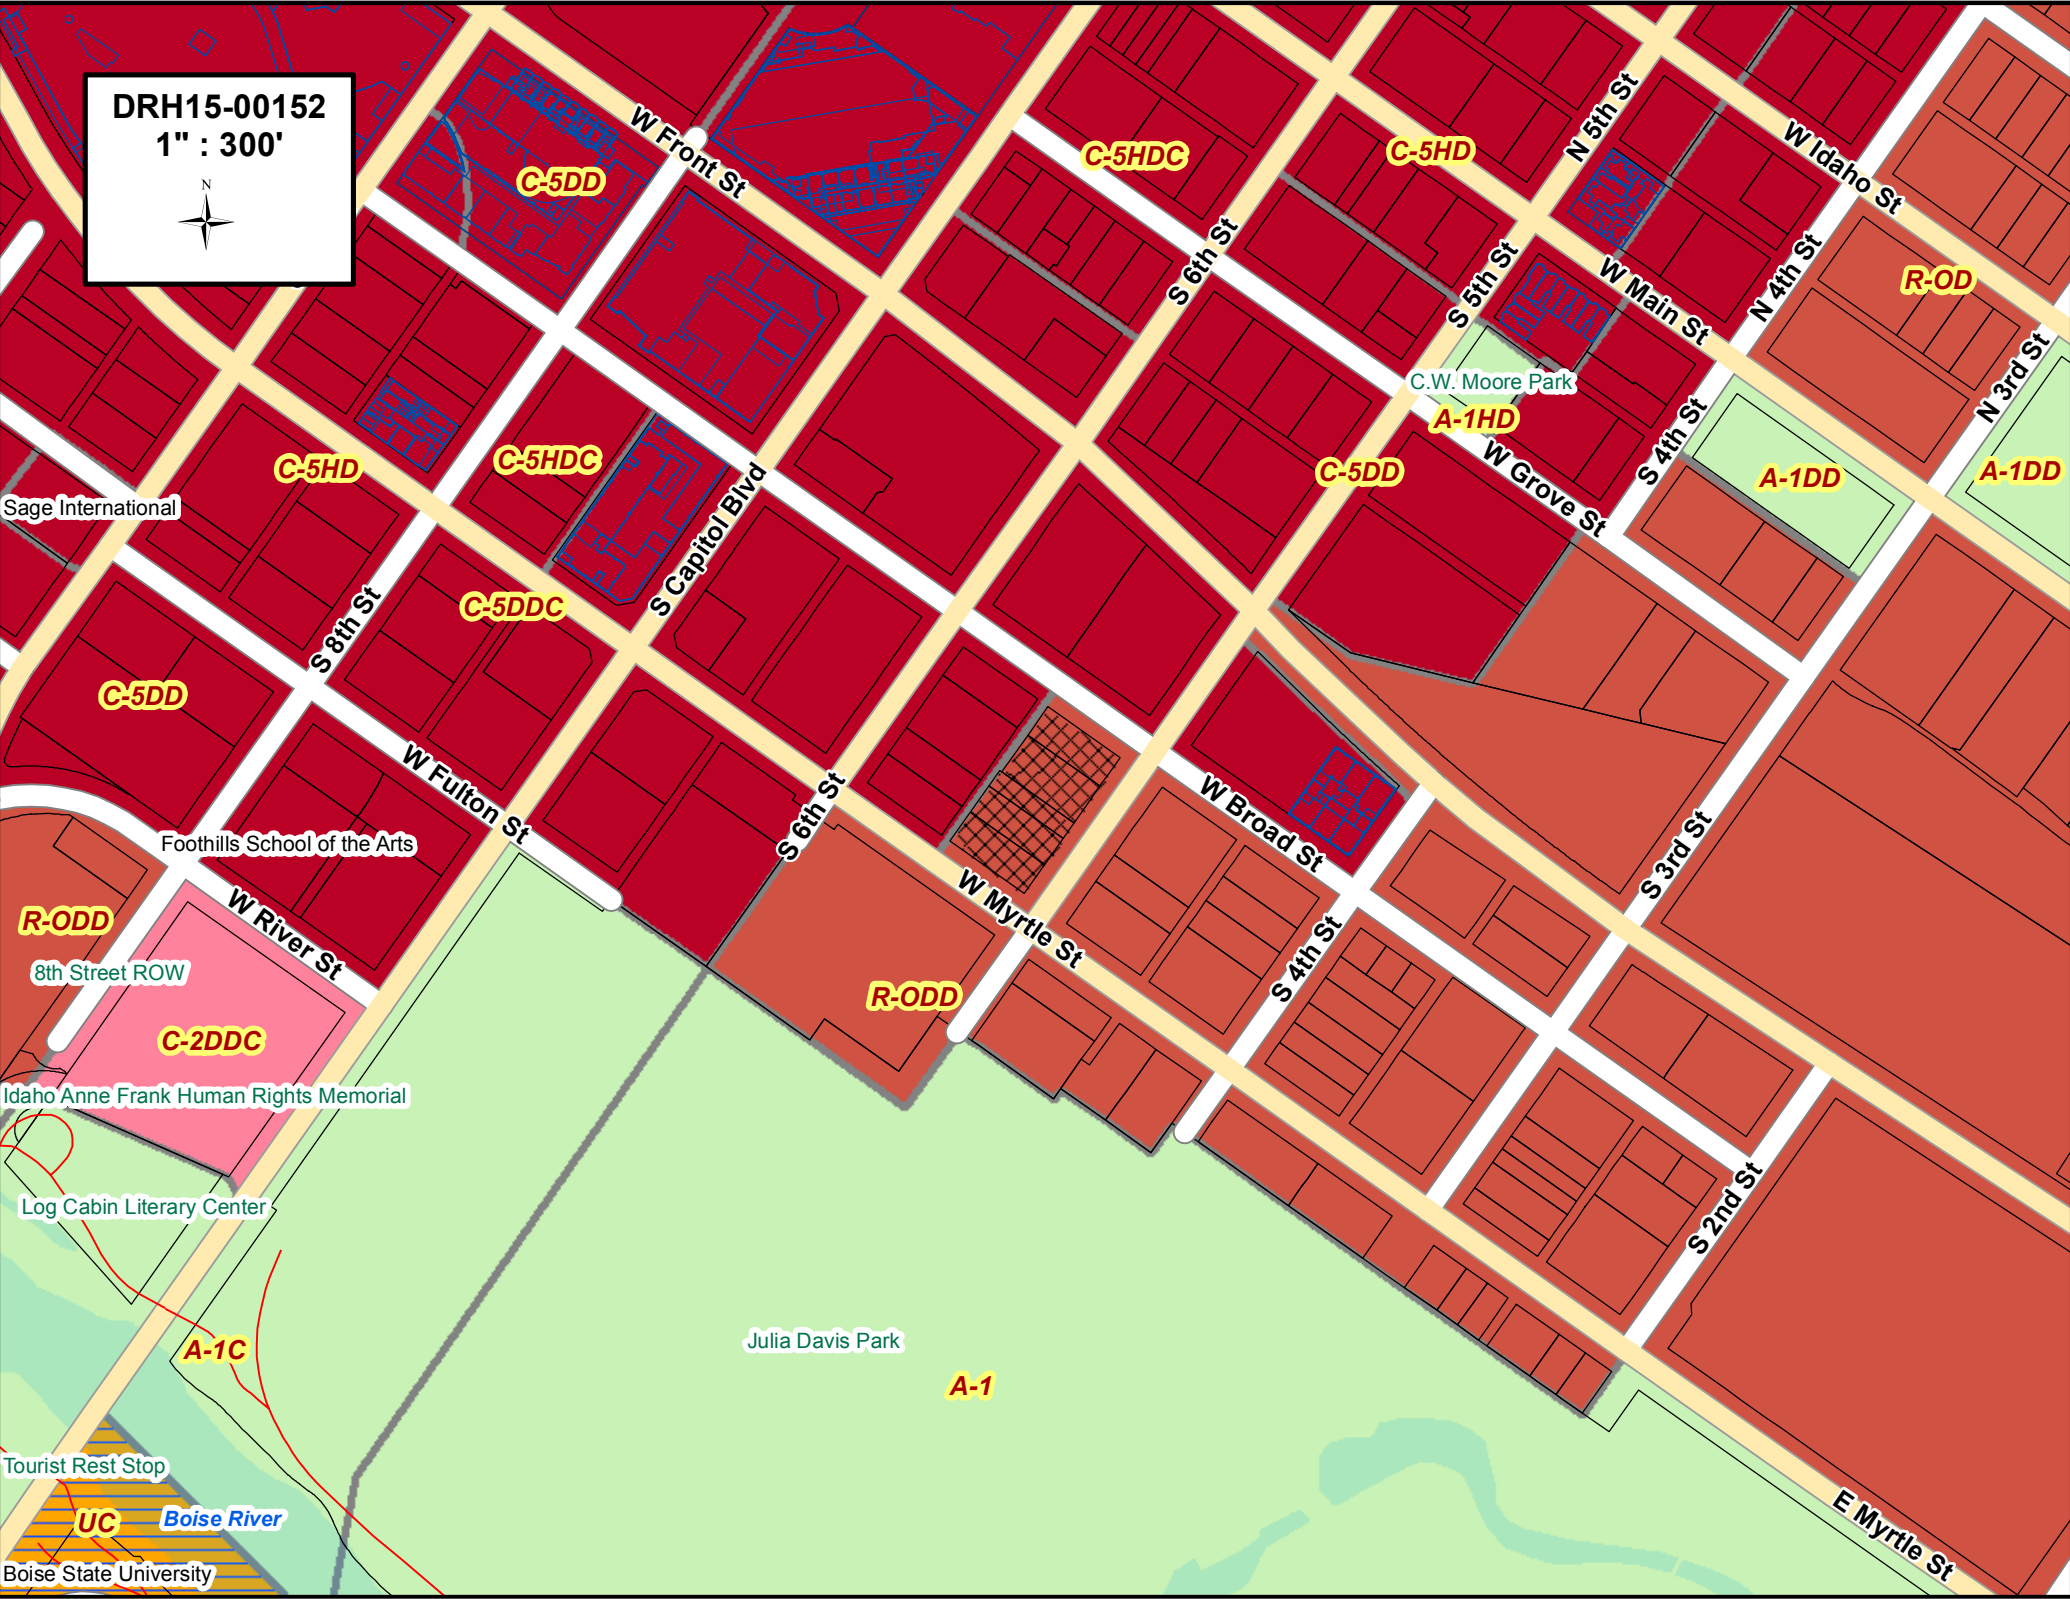 DRH15-00152
1" : 300'
N
W Front St
C-5DD
C-5HDC
C-5HD
N 5th St
W Idaho St
S 6th St
S 5th St
W Main St
N 4th St
R-OD
N 3rd St
C.W. Moore Park
A-1HD
C-5HD
C-5HDC
S Capitol Blvd
C-5DD
W Grove St
S 4th St
A-1DD
A-1DD
Sage International
S 8th St
C-5DDC
C-5DD
W Fulton St
S 6th St
W Broad St
S 3rd St
Foothills School of the Arts
R-ODD
W River St
W Myrtle St
8th Street ROW
R-ODD
S 4th St
C-2DDC
Idaho Anne Frank Human Rights Memorial
Log Cabin Literary Center
S 2nd St
A-1C
Julia Davis Park
A-1
Tourist Rest Stop
UC
Boise River
E Myrtle St
Boise State University